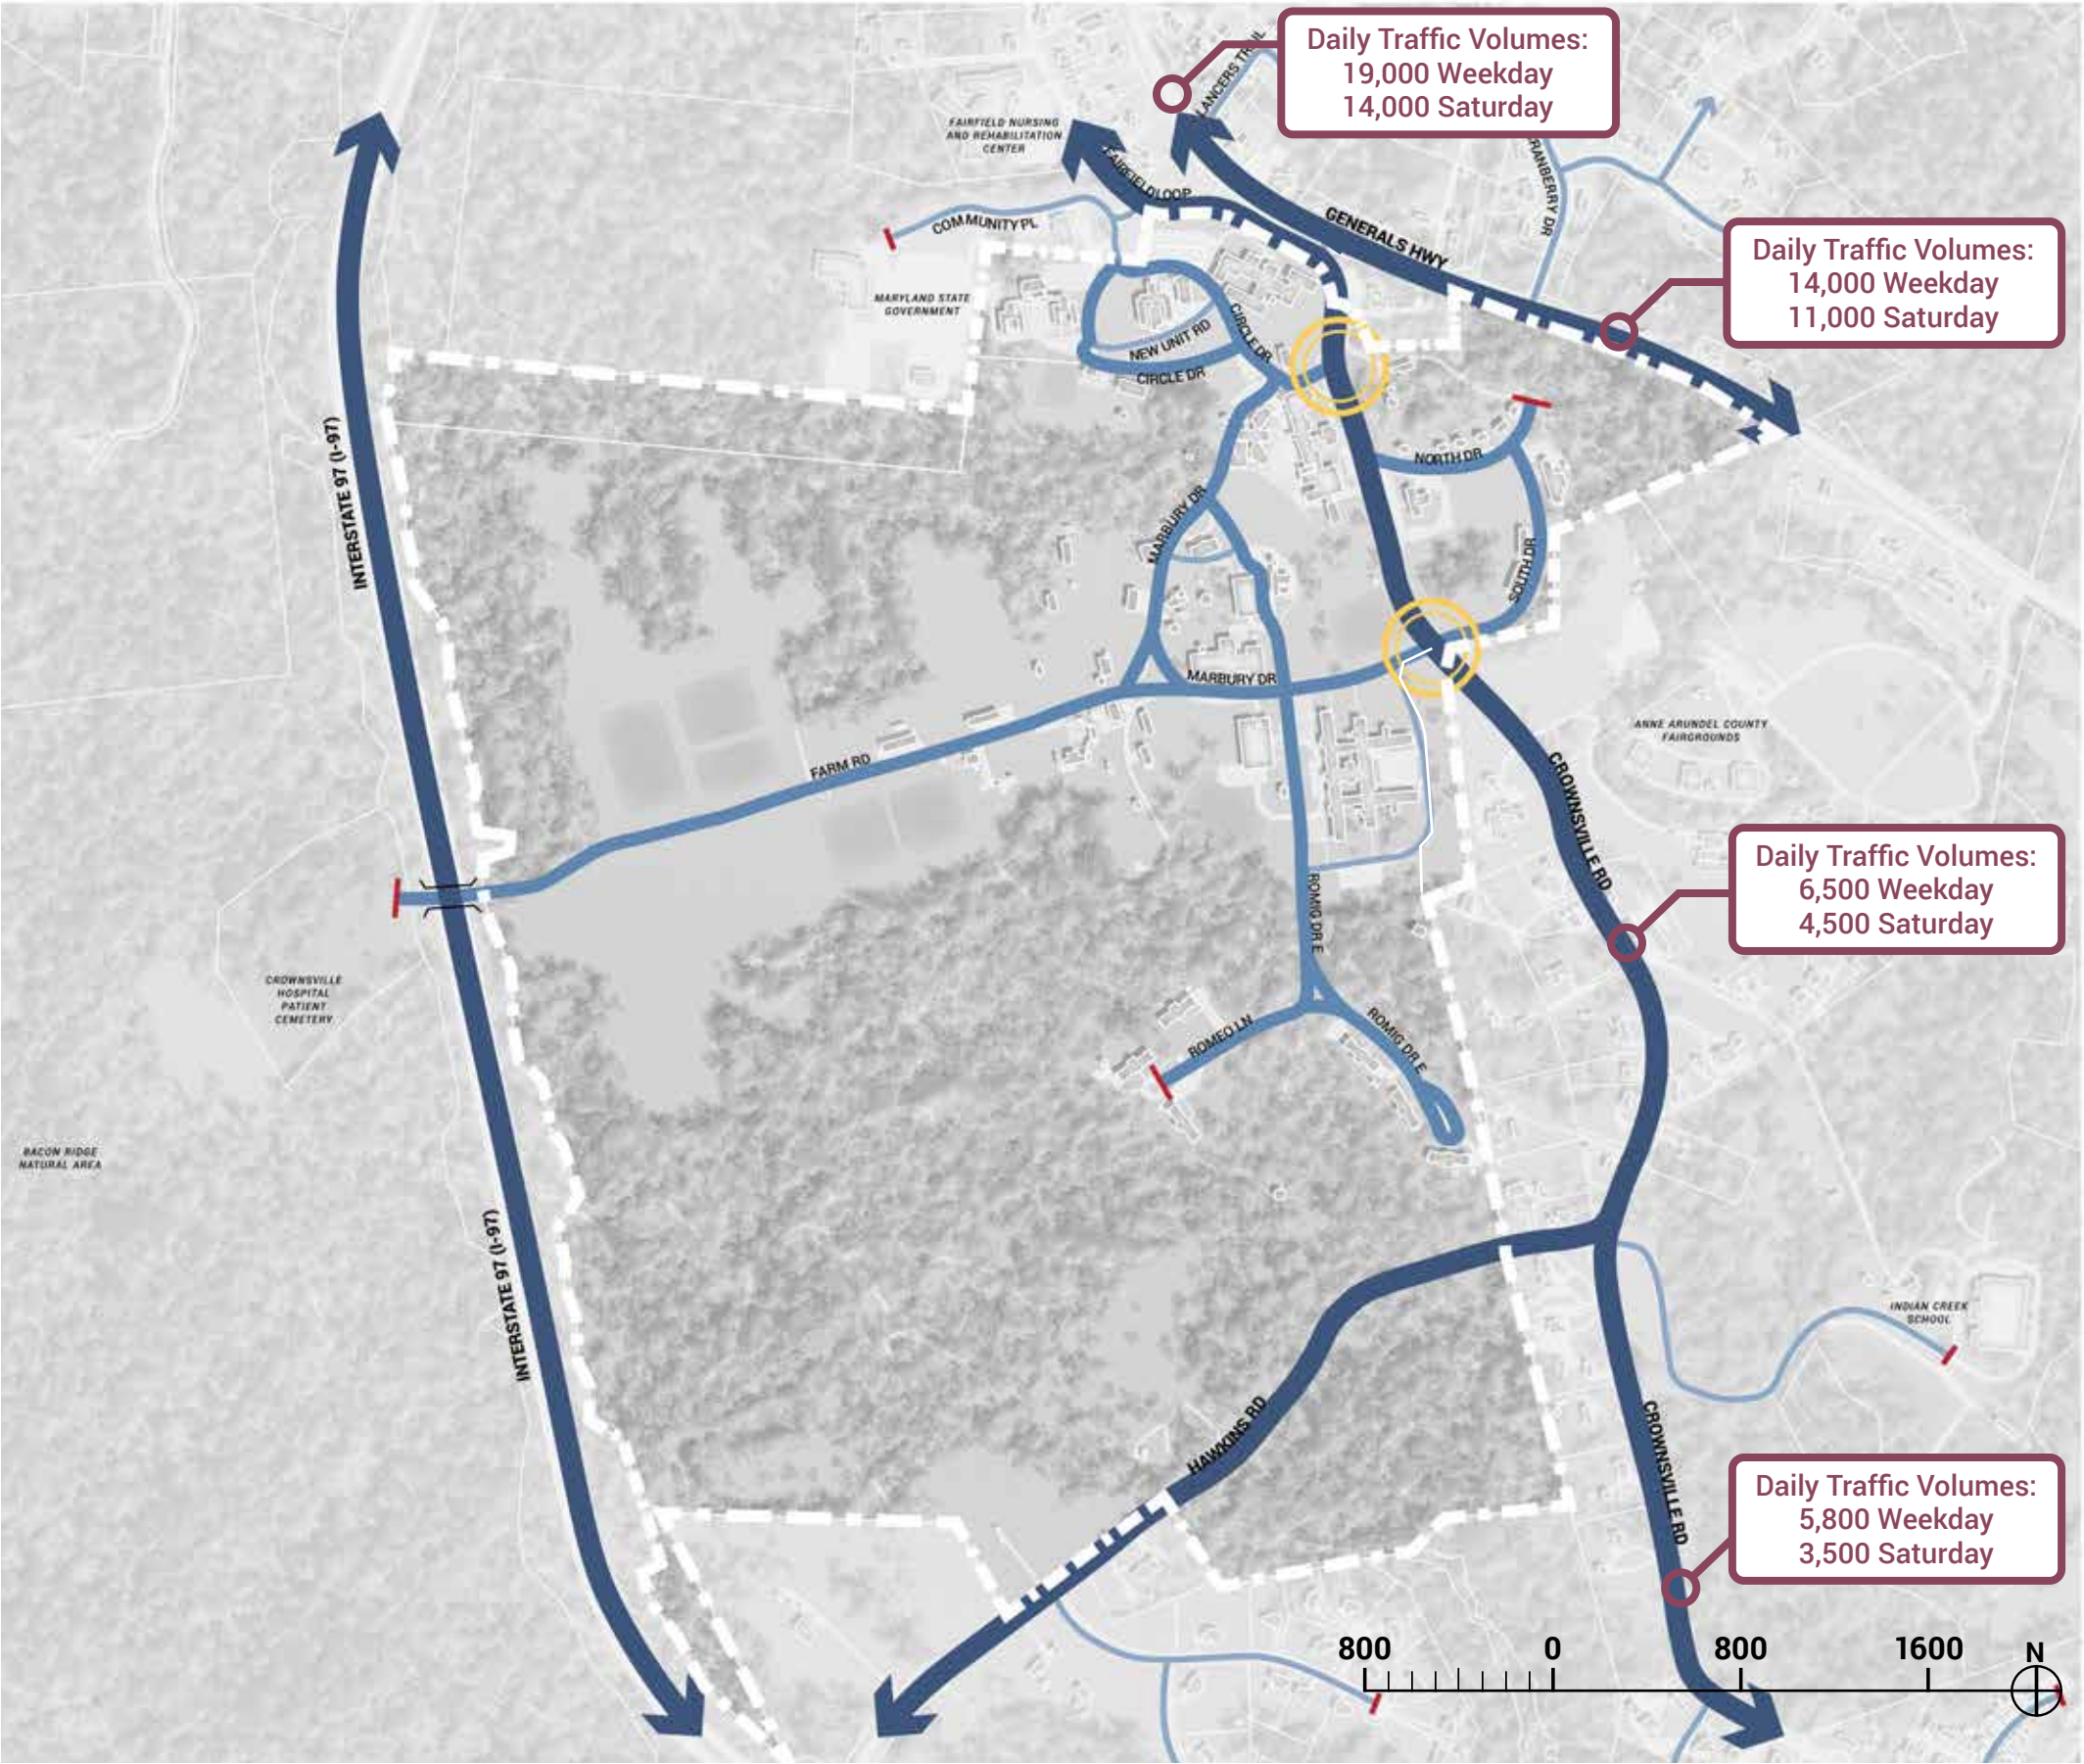 Daily Traffic Volumes:
19,000 Weekday
14,000 Saturday
FAIRFIELD NURSING
AND REHABILITATION
CENTER
FAIRFIELD LOOP
COMMUNITY PL
GENERALS HWY
Daily Traffic Volumes:
14,000 Weekday
11,000 Saturday
MARYLAND STATE
GOVERNMENT
NEW UNIT RD
CIRCLE DR
CIRCLE DR
INTERSTATE 97 (I-97)
NORTH DR
MARBURY DR
SOUTH DR
MARBURY DR
FARM RD
ANNE ARUNDEL COUNTY
FAIRGROUNDS
CROWNSVILLE RD
Daily Traffic Volumes:
6,500 Weekday
4,500 Saturday
ROMIG DR E
CROWNSVILLE
HOSPITAL
PATIENT
CEMETERY
ROMEO LN
ROMIG DR E
BACON RIDGE
NATURAL AREA
INTERSTATE 97 (I-97)
INDIAN CREEK
SCHOOL
HAWKINS RD
CROWNSVILLE RD
Daily Traffic Volumes:
5,800 Weekday
3,500 Saturday
800 0 800 1600 N